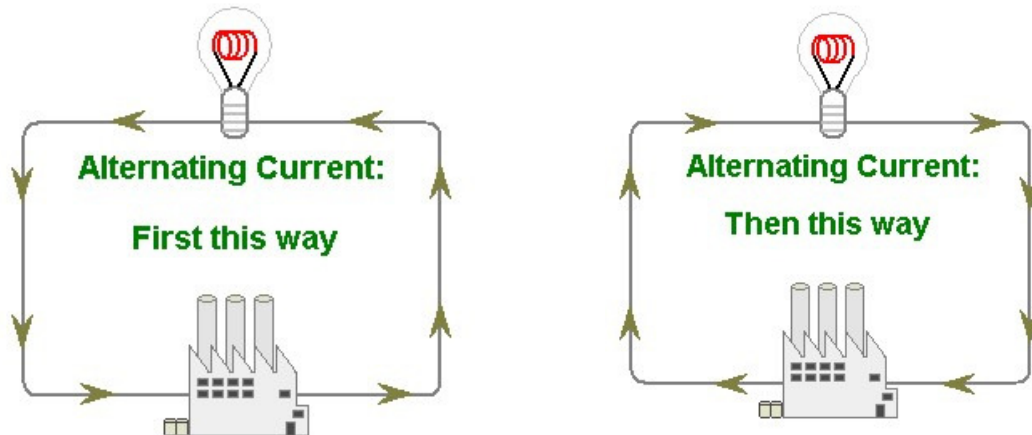 Alternating Current:
First this way
Alternating Current:
Then this way